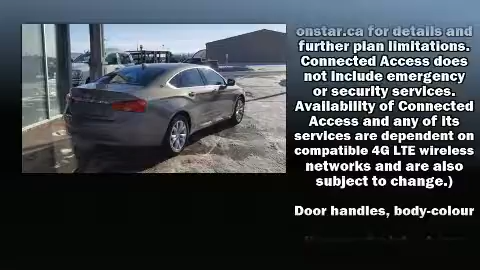 onstar.ca for details and
further plan limitations.
Connected Access does
not include emergency
or security services.
Availability of Connected
Access and any of its
services are dependent on
compatible 4G LTE wireless
networks and are also
subject to change.)
Door handles, body-colour